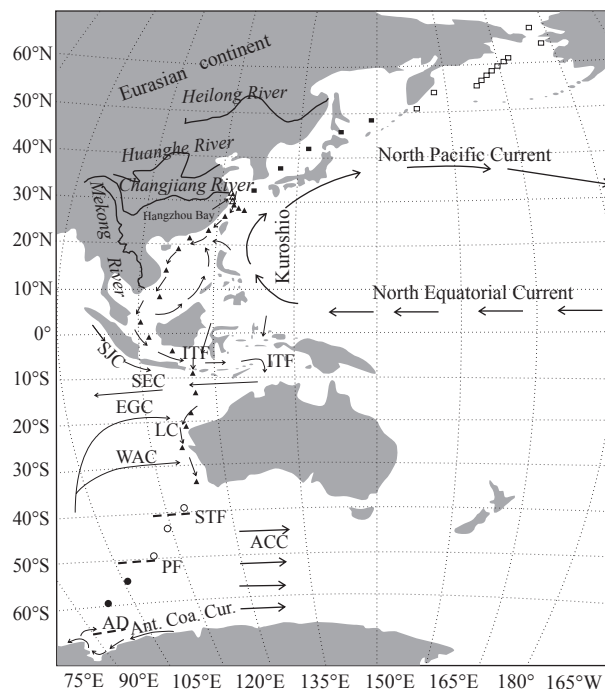 60°N
50°N
40°N
30°N
20°N
10°N
0°
10°S
20°S
30°S
40°S
50°S
60°S
Eurasian continent
Heilong River
Huanghe River
Changjiang River
Hangzhou Bay
Mekong
River
North Pacific Current
Kuroshio
North Equatorial Current
SJC
ITF
ITF
SEC
EGC
LC
WAC
STF
ACC
PF
AD
Ant. Coa. Cur.
75°E 90°E 105°E 120°E 135°E 150°E 165°E 180° 165°W